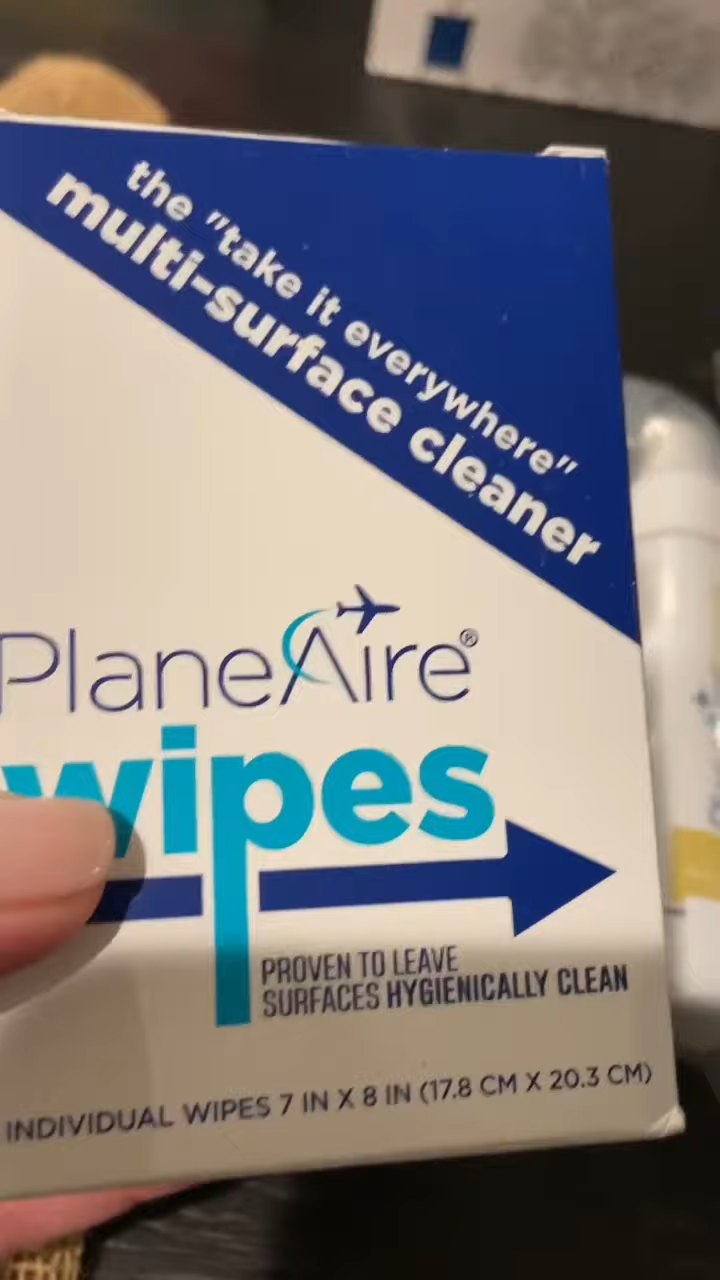 the "take it everywhere"
multi-surface cleaner
PlaneAire®
wipes
PROVEN TO LEAVE
SURFACES HYGIENICALLY CLEAN
INDIVIDUAL WIPES 7 IN X 8 IN (17.8 CM X 20.3 CM)